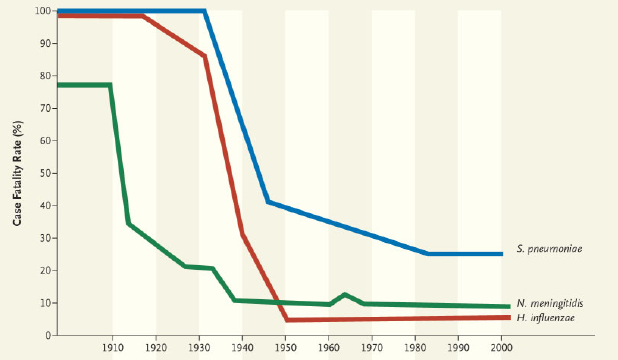 Case Fatality Rate (%)
100
90
80
70
60
50
40
30
20
10
0
S. pneumoniae
N. meningitidis
H. influenzae
1910 1920 1930 1940 1950 1960 1970 1980 1990 2000